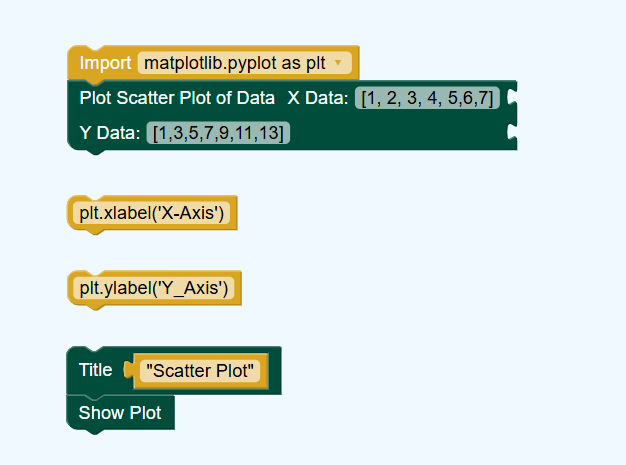 Import matplotlib.pyplot as plt
Plot Scatter Plot of Data X Data: [1, 2, 3, 4, 5,6,7]
Y Data: [1,3,5,7,9,11,13]
plt.xlabel('X-Axis')
plt.ylabel('Y_Axis')
Title "Scatter Plot"
Show Plot